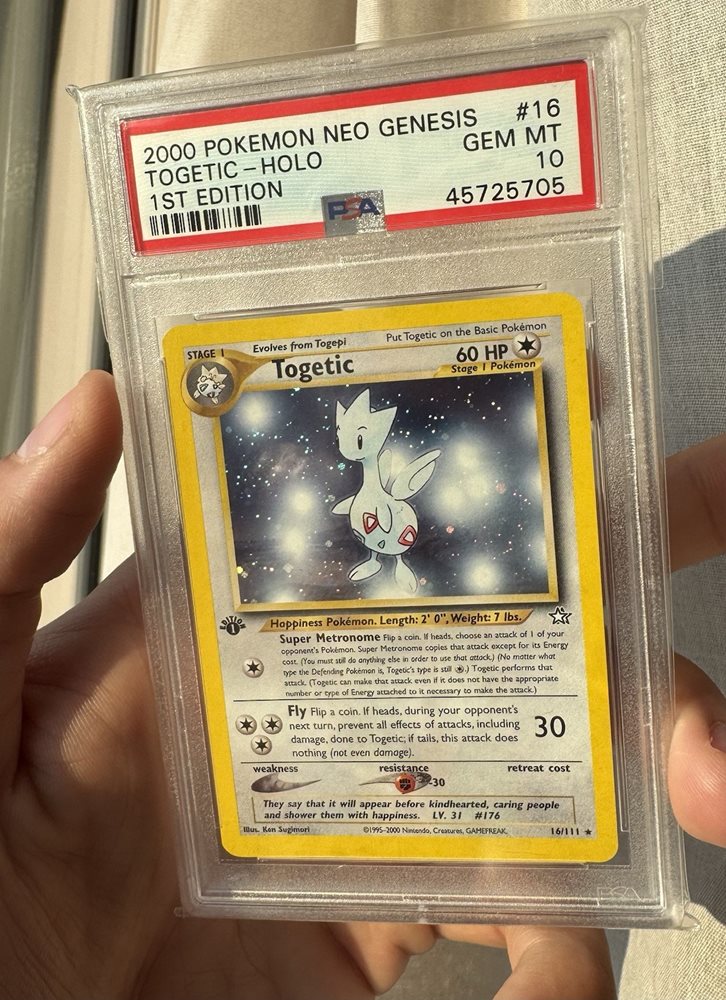 2000 POKEMON NEO GENESIS #16
TOGETIC - HOLO GEM MT
1ST EDITION 10
PSA 45725705
STAGE 1 Evolves from Togepi Put Togetic on the Basic Pokémon
Togetic 60 HP
Stage 1 Pokémon
EDITION 1
Happiness Pokémon. Length: 2' 0", Weight: 7 lbs.
Super Metronome Flip a coin. If heads, choose an attack of 1 of your
opponent's Pokémon. Super Metronome copies that attack except for its Energy
cost. (You must still do anything else in order to use that attack.) (No matter what
type the Defending Pokémon is, Togetic's type is still .) Togetic performs that
attack. (Togetic can make that attack even if it does not have the appropriate
number or type of Energy attached to it necessary to make the attack.)
Fly Flip a coin. If heads, during your opponent's
next turn, prevent all effects of attacks, including
damage, done to Togetic; if tails, this attack does
nothing (not even damage).
30
weakness resistance retreat cost
-30
They say that it will appear before kindhearted, caring people
and shower them with happiness. LV. 31 #176
Illus. Ken Sugimori ©1995-2000 Nintendo, Creatures, GAMEFREAK. 16/111 ★
PSA